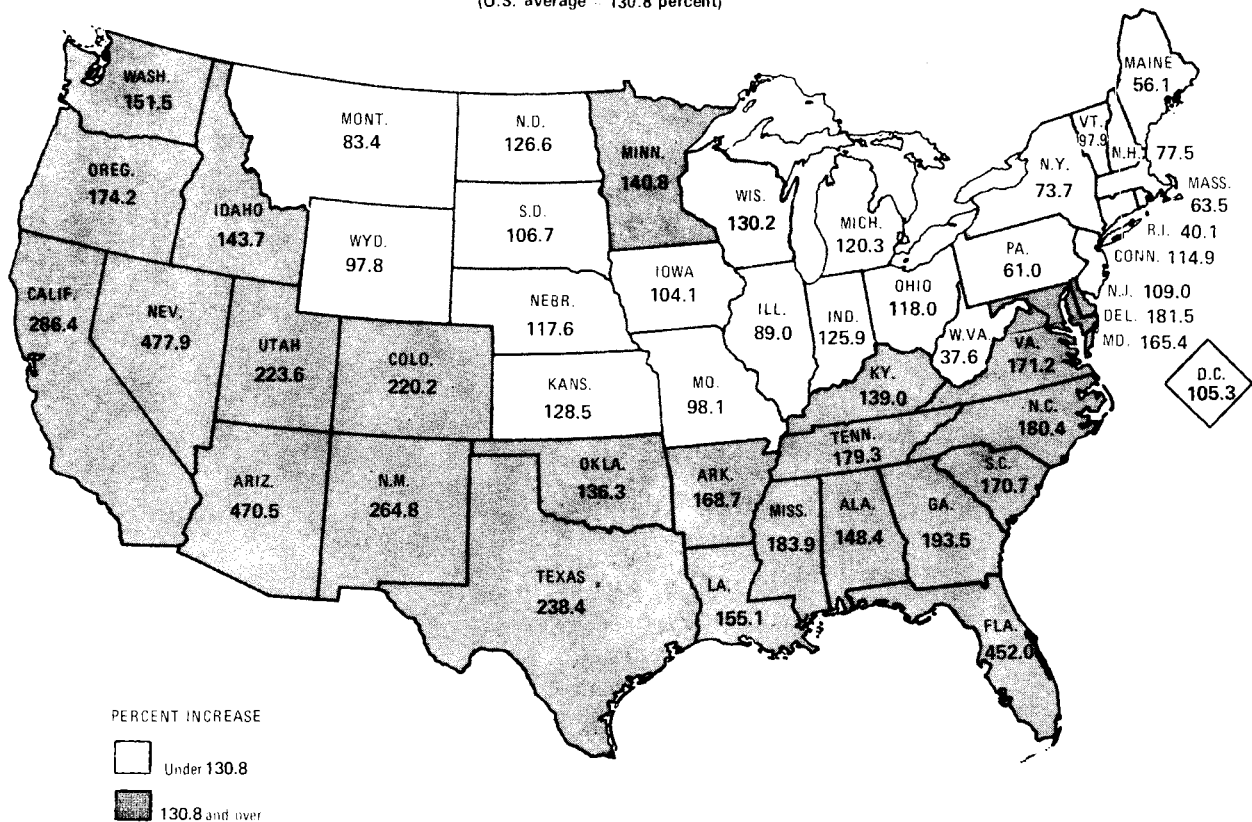 (U.S. average - 130.8 percent)
WASH.
151.5
OREG.
174.2
CALIF.
286.4
NEV.
477.9
IDAHO
143.7
MONT.
83.4
WYD.
97.8
UTAH
223.6
COLO.
220.2
ARIZ.
470.5
N.M.
264.8
N.D.
126.6
S.D.
106.7
NEBR.
117.6
KANS.
128.5
OKLA.
136.3
TEXAS
238.4
MINN.
140.8
IOWA
104.1
MO.
98.1
ARK.
168.7
LA.
155.1
WIS.
130.2
ILL.
89.0
MICH.
120.3
IND.
125.9
OHIO
118.0
KY.
139.0
TENN.
179.3
MISS.
183.9
ALA.
148.4
GA.
193.5
FLA.
452.0
S.C.
170.7
N.C.
180.4
VA.
171.2
W.VA.
37.6
PA.
61.0
N.Y.
73.7
VT.
97.9
N.H. 77.5
MAINE
56.1
MASS.
63.5
R.I. 40.1
CONN. 114.9
N.J. 109.0
DEL. 181.5
MD. 165.4
D.C.
105.3
PERCENT INCREASE
Under 130.8
130.8 and over